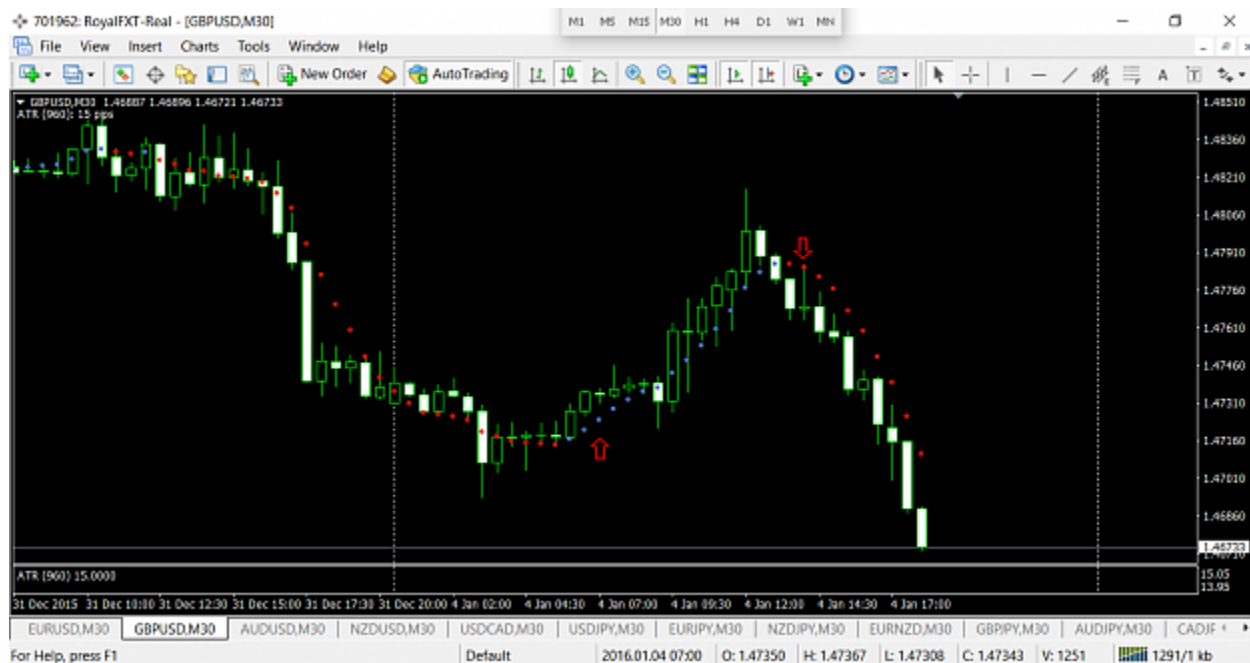 701962: RoyalFXT-Real - [GBPUSD,M30]
M1 M5 M15 M30 H1 H4 D1 W1 MN
File View Insert Charts Tools Window Help
New Order AutoTrading
GBPUSD,M30 1.46887 1.46896 1.46721 1.46733
ATR (960): 15 pps
1.48510
1.48360
1.48210
1.48060
1.47910
1.47760
1.47610
1.47460
1.47310
1.47160
1.47010
1.46860
1.46733
ATR (960) 15.0000
15.05
13.95
31 Dec 2015 31 Dec 10:00 31 Dec 12:30 31 Dec 15:00 31 Dec 17:30 31 Dec 20:00 4 Jan 02:00 4 Jan 04:30 4 Jan 07:00 4 Jan 09:30 4 Jan 12:00 4 Jan 14:30 4 Jan 17:00
EURUSD,M30 GBPUSD,M30 AUDUSD,M30 NZDUSD,M30 USDCAD,M30 USDJPY,M30 EURJPY,M30 NZDJPY,M30 EURNZD,M30 GBPJPY,M30 AUDJPY,M30
For Help, press F1 Default 2016.01.04 07:00 O: 1.47350 H: 1.47367 L: 1.47308 C: 1.47343 V: 1251 1291/1 kb